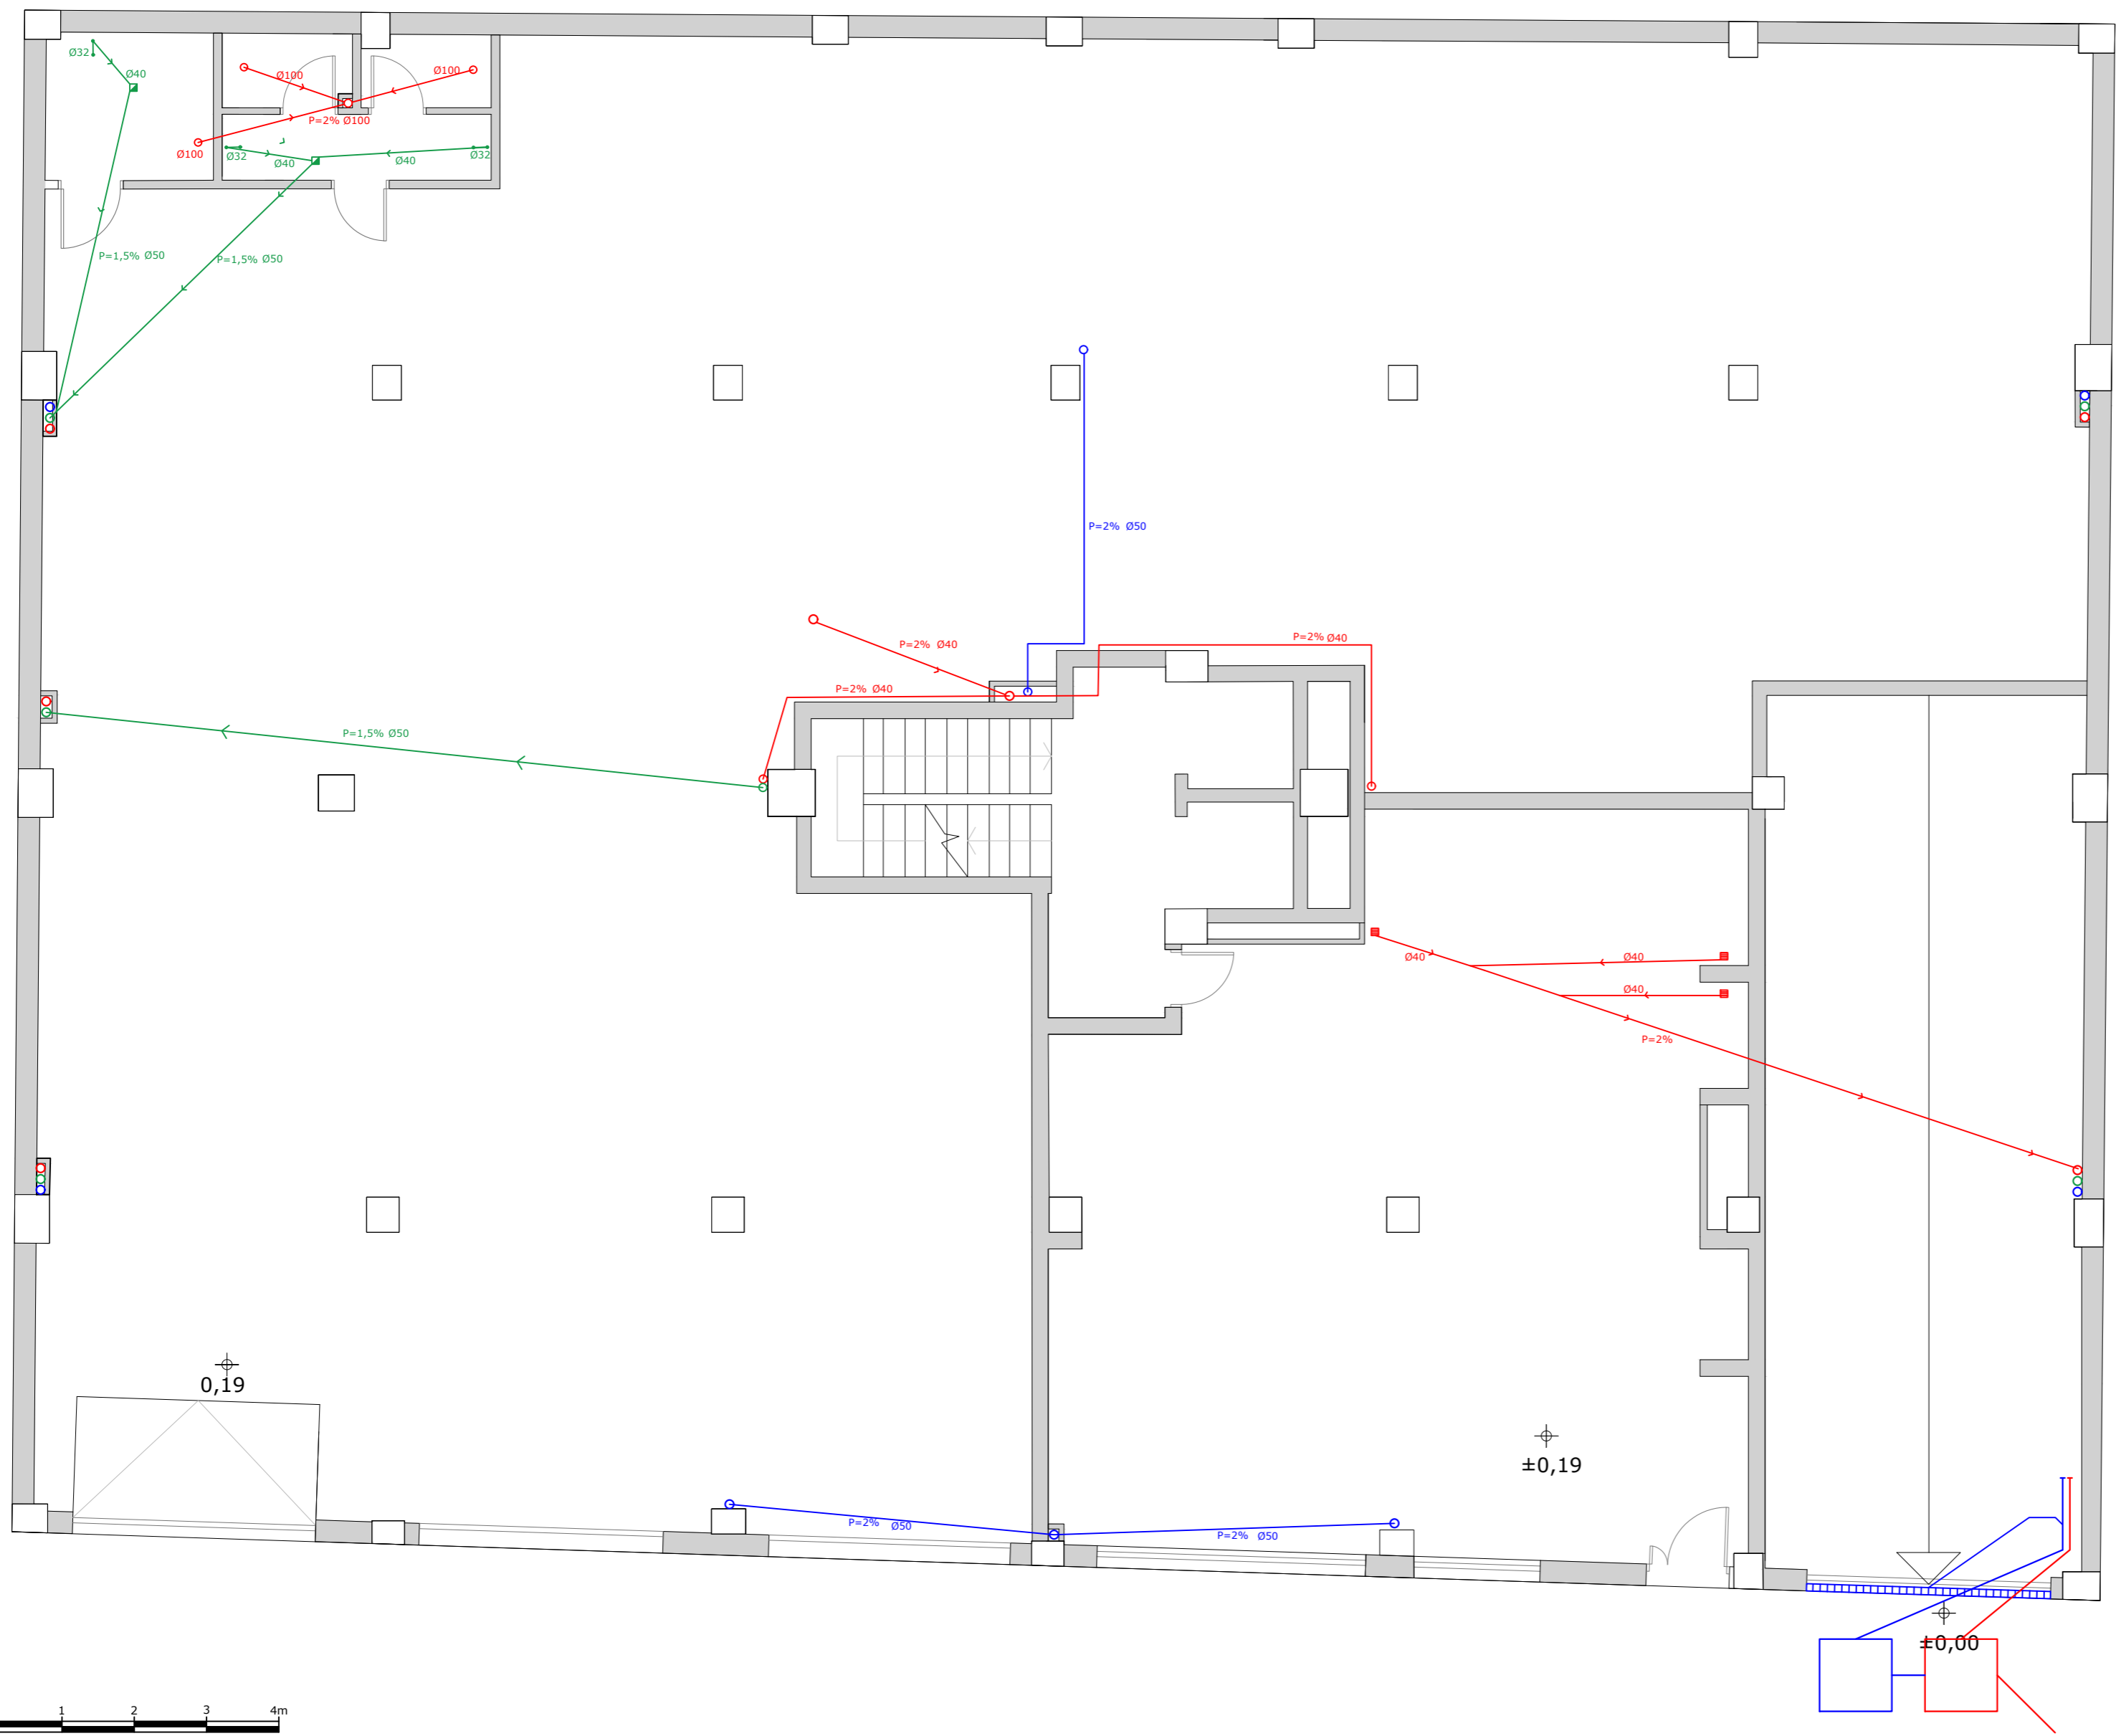 Ø32
Ø40
Ø100
Ø100
P=2% Ø100
Ø100
Ø32
Ø40
Ø40
Ø32
P=1,5% Ø50
P=1,5% Ø50
P=2% Ø50
P=2% Ø40
P=2% Ø40
P=2% Ø40
P=1,5% Ø50
Ø40
Ø40
Ø40
P=2%
0,19
±0,19
P=2% Ø50
P=2% Ø50
±0,00
1 2 3 4m